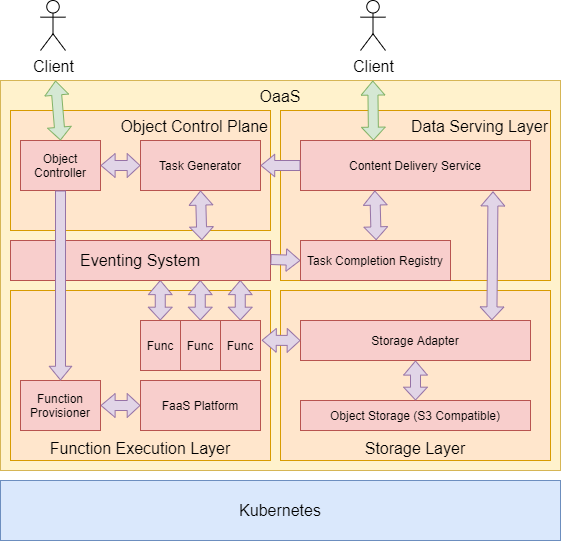 Client
Client
OaaS
Object Control Plane
Data Serving Layer
Object
Controller
Task Generator
Content Delivery Service
Eventing System
Task Completion Registry
Func
Func
Func
Storage Adapter
Function
Provisioner
FaaS Platform
Object Storage (S3 Compatible)
Function Execution Layer
Storage Layer
Kubernetes